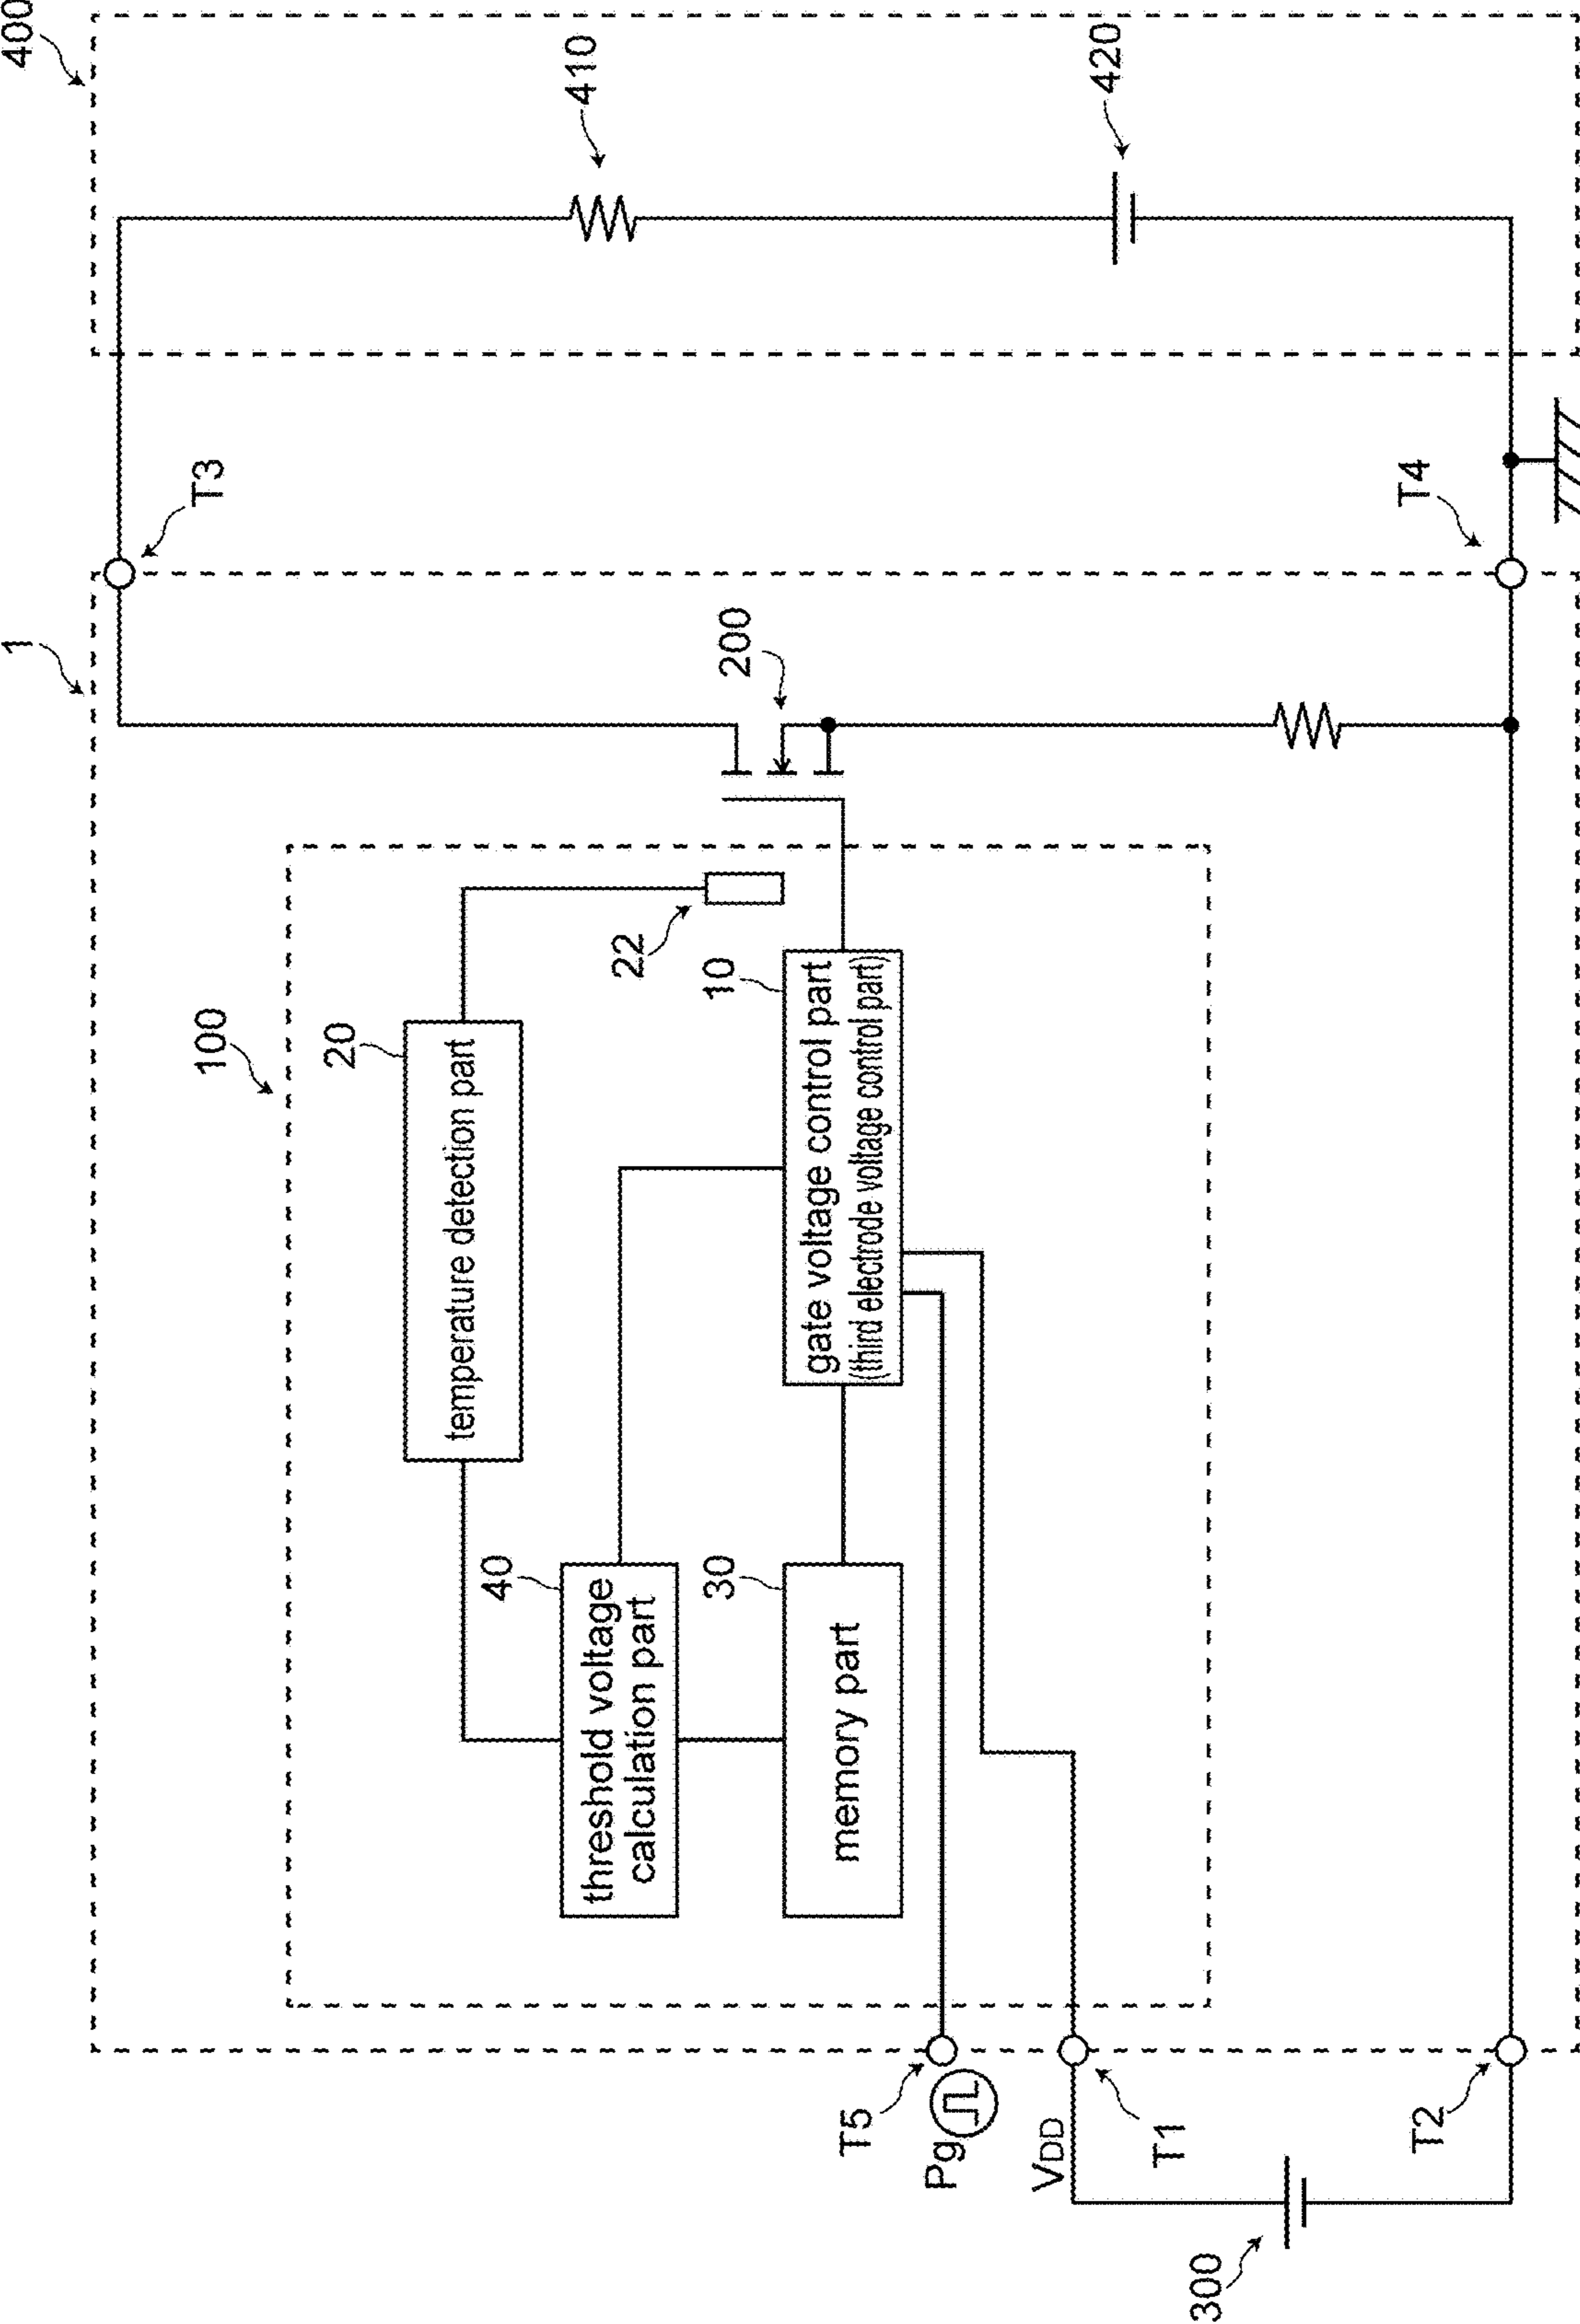 1
400
T3
100
20
temperature detection part
22
40
threshold voltage
calculation part
410
200
10
gate voltage control part
(third electrode voltage control part)
30
memory part
T5
Pg
VDD
T1
420
300
T2
T4